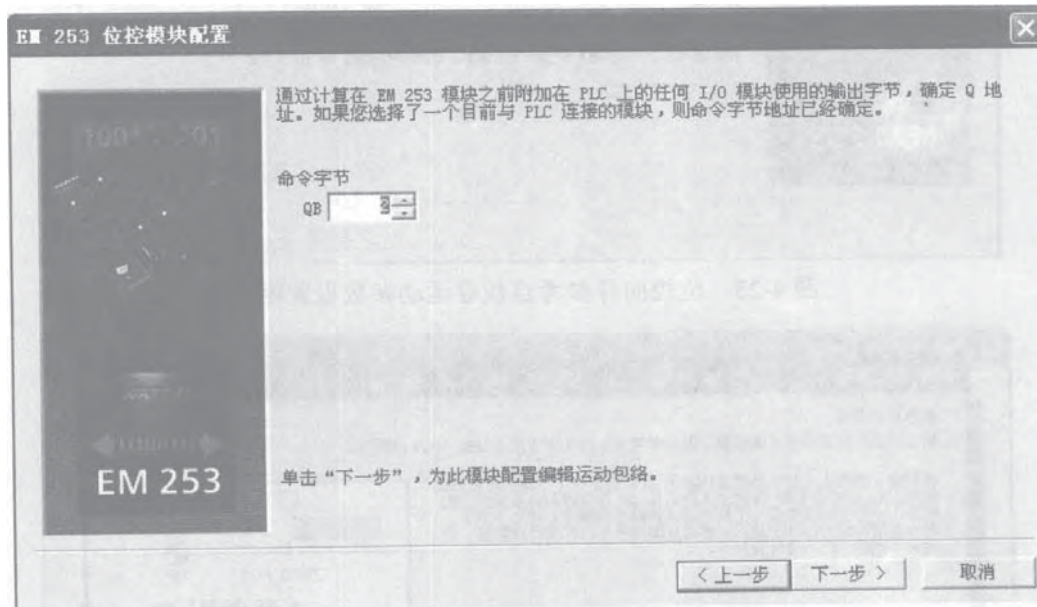 EM 253 位控模块配置
通过计算在 EM 253 模块之前附加在 PLC 上的任何 I/O 模块使用的输出字节,确定 Q 地
址。如果您选择了一个目前与 PLC 连接的模块,则命令字节地址已经确定。
命令字节
QB 2
EM 253
单击“下一步”,为此模块配置编辑运动包络。
<上一步 下一步 > 取消